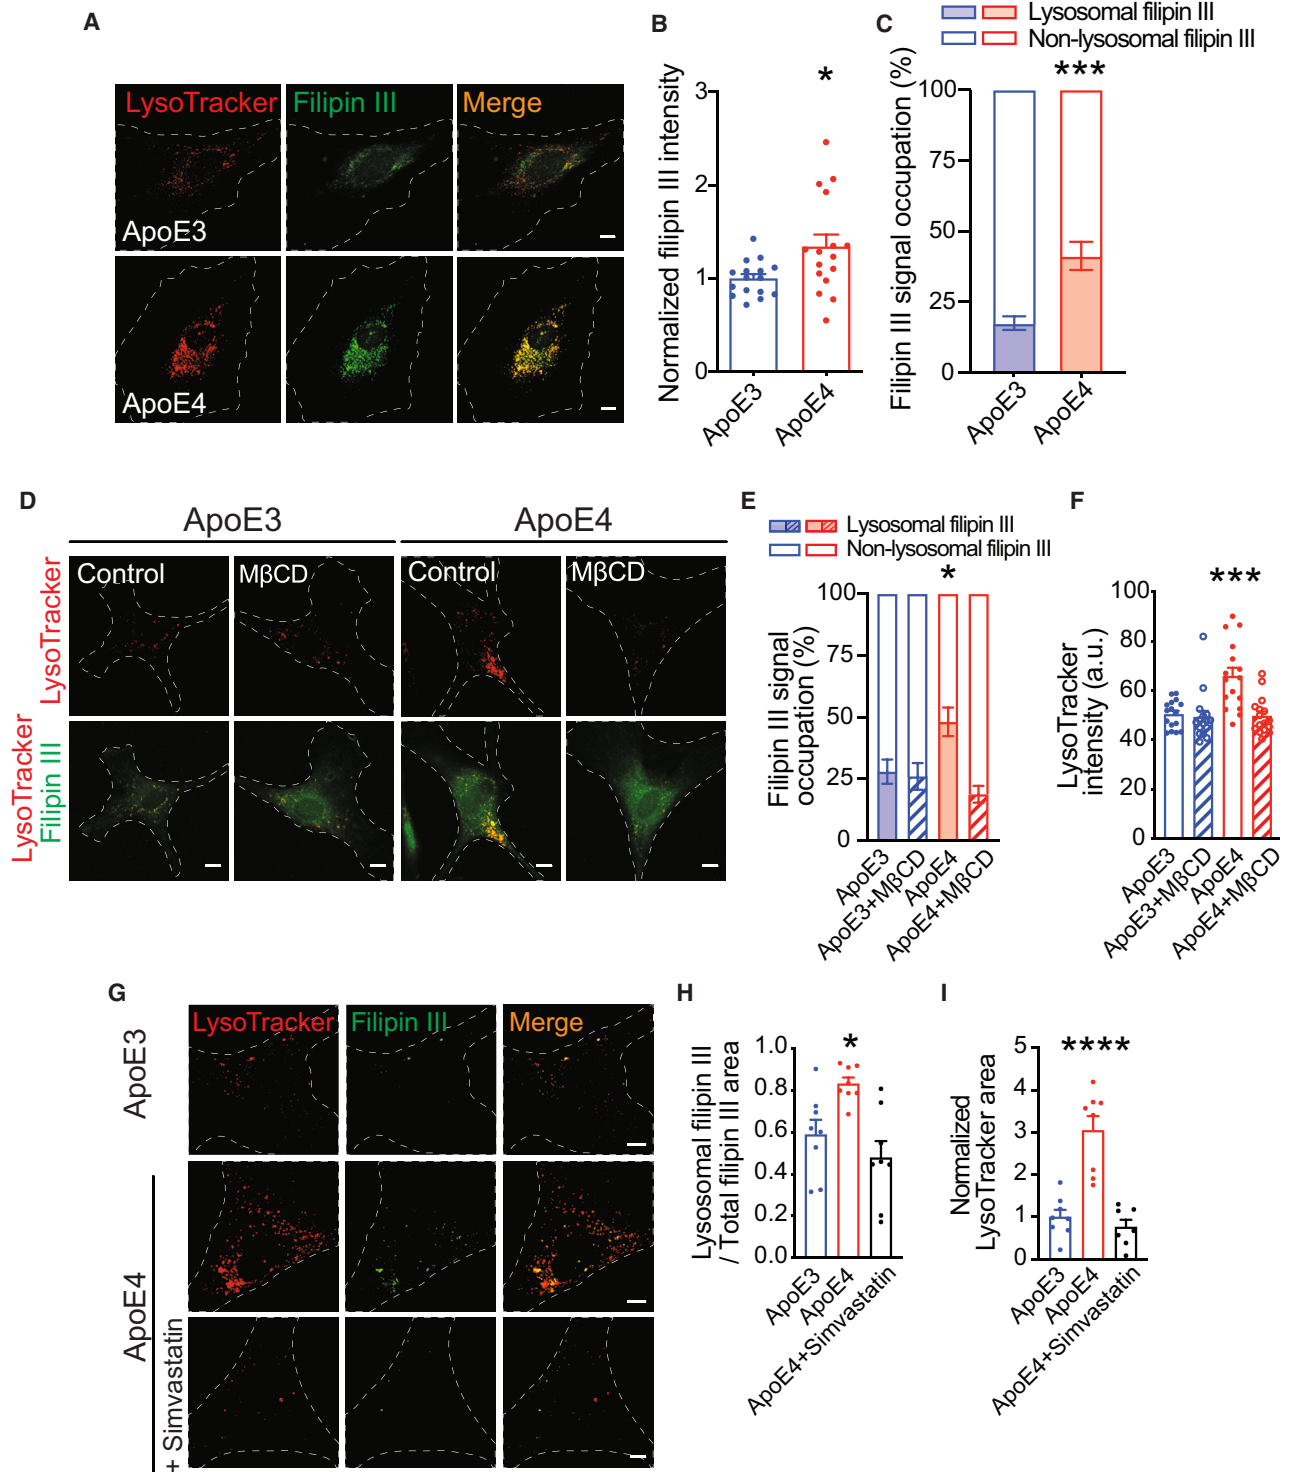 A
LysoTracker
Filipin III
Merge
ApoE3
ApoE4
B
Normalized filipin III intensity
3
2
1
0
*
ApoE3
ApoE4
C
Lysosomal filipin III
Non-lysosomal filipin III
***
Filipin III signal occupation (%)
100
75
50
25
0
ApoE3
ApoE4
D
ApoE3
ApoE4
LysoTracker
Control
MβCD
Control
MβCD
LysoTracker
Filipin III
E
Lysosomal filipin III
Non-lysosomal filipin III
*
Filipin III signal
occupation (%)
100
75
50
25
0
ApoE3
ApoE3+MβCD
ApoE4
ApoE4+MβCD
F
***
LysoTracker
intensity (a.u.)
100
80
60
40
20
0
ApoE3
ApoE3+MβCD
ApoE4
ApoE4+MβCD
G
LysoTracker
Filipin III
Merge
ApoE3
ApoE4
+ Simvastatin
H
*
Lysosomal filipin III
/ Total filipin III area
1.0
0.8
0.6
0.4
0.2
0.0
ApoE3
ApoE4
ApoE4+Simvastatin
I
****
Normalized
LysoTracker area
5
4
3
2
1
0
ApoE3
ApoE4
ApoE4+Simvastatin